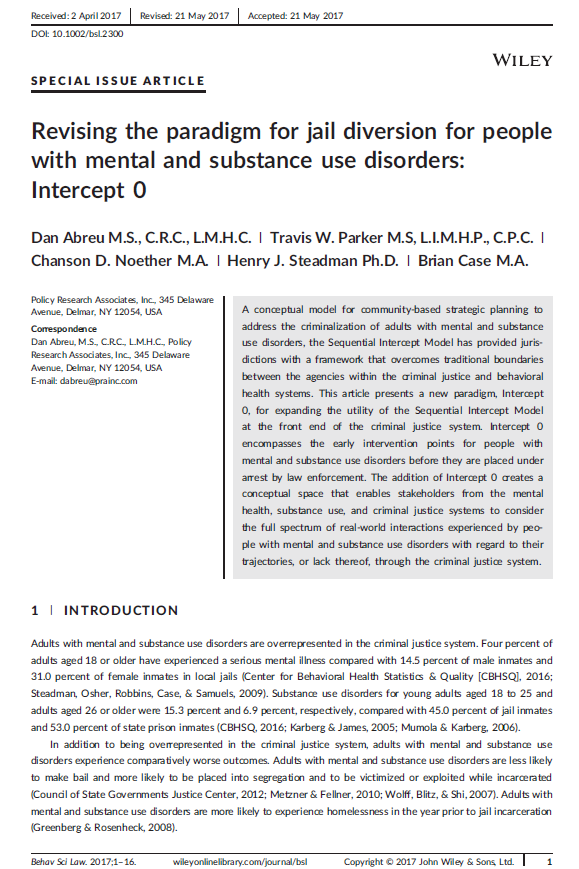 Received: 2 April 2017 | Revised: 21 May 2017 | Accepted: 21 May 2017
DOI: 10.1002/bsl.2300
WILEY
SPECIAL ISSUE ARTICLE
Revising the paradigm for jail diversion for people
with mental and substance use disorders:
Intercept 0
Dan Abreu M.S., C.R.C., L.M.H.C. | Travis W. Parker M.S, L.I.M.H.P., C.P.C. |
Chanson D. Noether M.A. | Henry J. Steadman Ph.D. | Brian Case M.A.
Policy Research Associates, Inc., 345 Delaware
Avenue, Delmar, NY 12054, USA
Correspondence
Dan Abreu, M.S., C.R.C., L.M.H.C., Policy
Research Associates, Inc., 345 Delaware
Avenue, Delmar, NY 12054, USA
E-mail: dabreu@prainc.com
A conceptual model for community-based strategic planning to
address the criminalization of adults with mental and substance
use disorders, the Sequential Intercept Model has provided juris-
dictions with a framework that overcomes traditional boundaries
between the agencies within the criminal justice and behavioral
health systems. This article presents a new paradigm, Intercept
0, for expanding the utility of the Sequential Intercept Model
at the front end of the criminal justice system. Intercept 0
encompasses the early intervention points for people with
mental and substance use disorders before they are placed under
arrest by law enforcement. The addition of Intercept 0 creates a
conceptual space that enables stakeholders from the mental
health, substance use, and criminal justice systems to consider
the full spectrum of real-world interactions experienced by peo-
ple with mental and substance use disorders with regard to their
trajectories, or lack thereof, through the criminal justice system.
1 | INTRODUCTION
Adults with mental and substance use disorders are overrepresented in the criminal justice system. Four percent of
adults aged 18 or older have experienced a serious mental illness compared with 14.5 percent of male inmates and
31.0 percent of female inmates in local jails (Center for Behavioral Health Statistics & Quality [CBHSQ], 2016;
Steadman, Osher, Robbins, Case, & Samuels, 2009). Substance use disorders for young adults aged 18 to 25 and
adults aged 26 or older were 15.3 percent and 6.9 percent, respectively, compared with 45.0 percent of jail inmates
and 53.0 percent of state prison inmates (CBHSQ, 2016; Karberg & James, 2005; Mumola & Karberg, 2006).
In addition to being overrepresented in the criminal justice system, adults with mental and substance use
disorders experience comparatively worse outcomes. Adults with mental and substance use disorders are less likely
to make bail and more likely to be placed into segregation and to be victimized or exploited while incarcerated
(Council of State Governments Justice Center, 2012; Metzner & Fellner, 2010; Wolff, Blitz, & Shi, 2007). Adults with
mental and substance use disorders are more likely to experience homelessness in the year prior to jail incarceration
(Greenberg & Rosenheck, 2008).
Behav Sci Law. 2017;1–16. wileyonlinelibrary.com/journal/bsl Copyright © 2017 John Wiley & Sons, Ltd. | 1